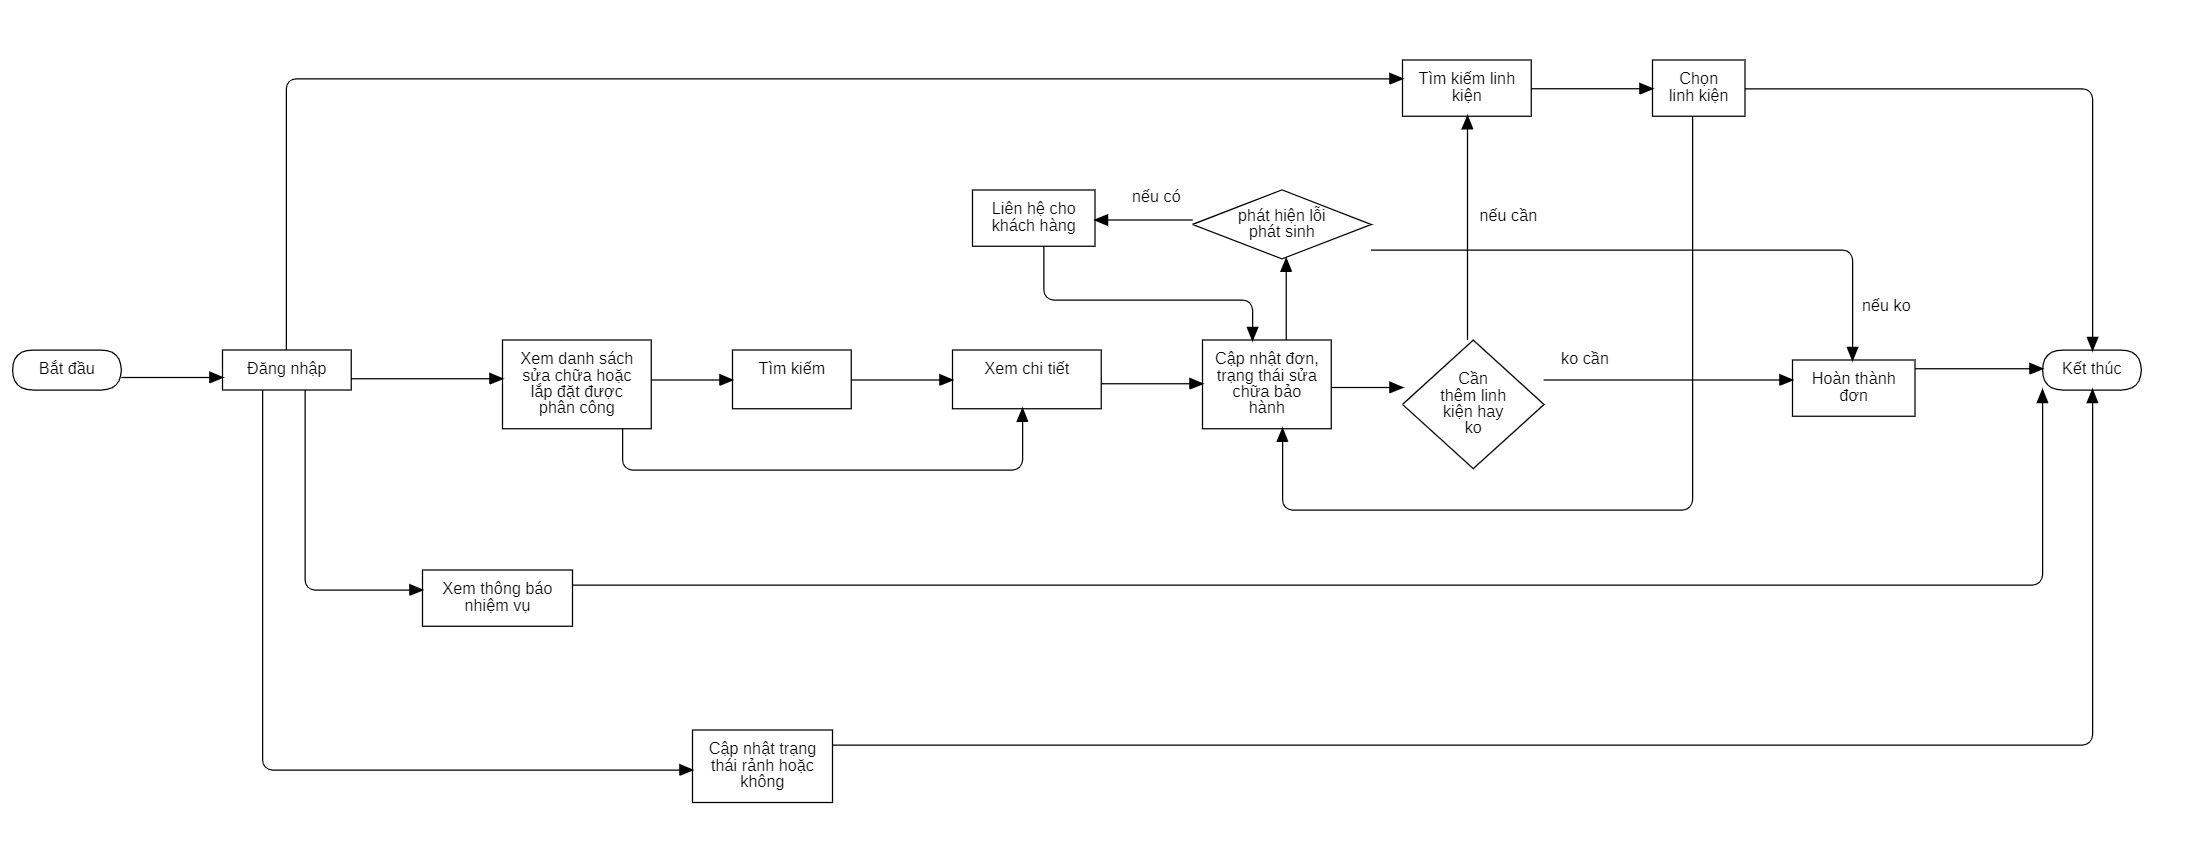 Tìm kiếm linh
kiện
Chọn
linh kiện
Liên hệ cho
khách hàng
nếu có
phát hiện lỗi
phát sinh
nếu cần
nếu ko
Bắt đầu
Đăng nhập
Xem danh sách
sửa chữa hoặc
lắp đặt được
phân công
Tìm kiếm
Xem chi tiết
Cập nhật đơn,
trạng thái sửa
chữa bảo
hành
Cần
thêm linh
kiện hay
ko
ko cần
Hoàn thành
đơn
Kết thúc
Xem thông báo
nhiệm vụ
Cập nhật trạng
thái rảnh hoặc
không